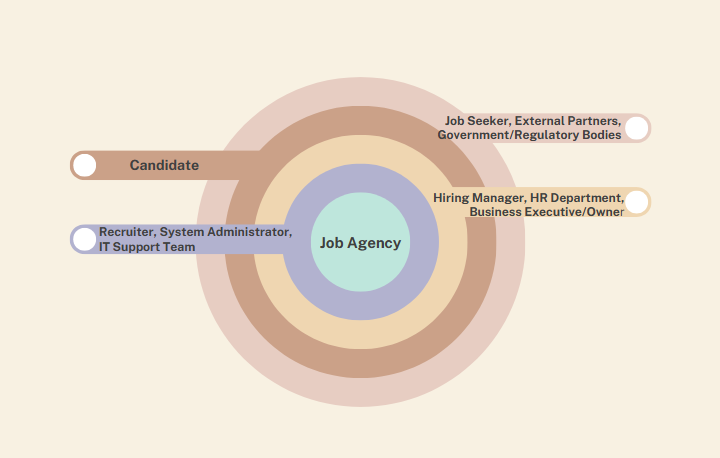 Job Seeker, External Partners,
Government/Regulatory Bodies
Candidate
Hiring Manager, HR Department,
Business Executive/Owner
Recruiter, System Administrator,
IT Support Team
Job Agency